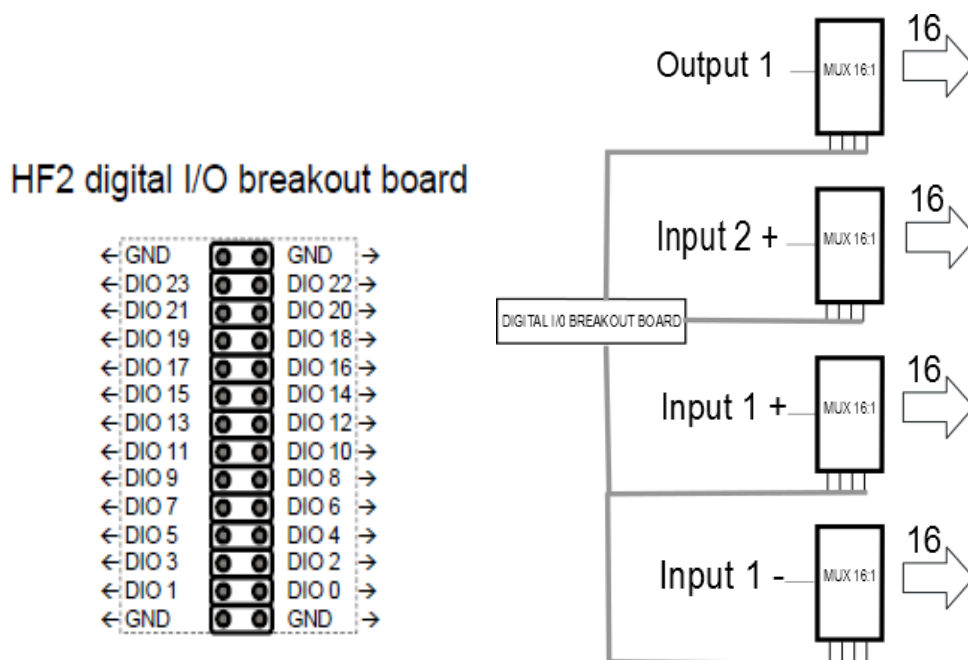 HF2 digital I/O breakout board
← GND GND →
← DIO 23 DIO 22 →
← DIO 21 DIO 20 →
← DIO 19 DIO 18 →
← DIO 17 DIO 16 →
← DIO 15 DIO 14 →
← DIO 13 DIO 12 →
← DIO 11 DIO 10 →
← DIO 9 DIO 8 →
← DIO 7 DIO 6 →
← DIO 5 DIO 4 →
← DIO 3 DIO 2 →
← DIO 1 DIO 0 →
← GND GND →
Output 1 MUX 16:1 16
Input 2 + MUX 16:1 16
DIGITAL I/0 BREAKOUT BOARD
Input 1 + MUX 16:1 16
Input 1 - MUX 16:1 16